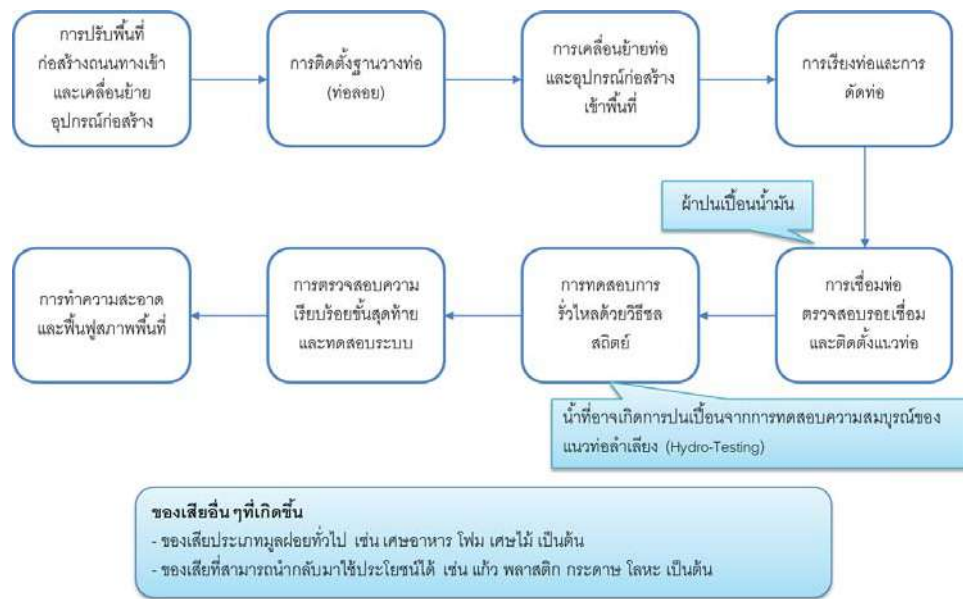 การปรับพื้นที่
ก่อสร้างถนนทางเข้า
และเคลื่อนย้าย
อุปกรณ์ก่อสร้าง
การติดตั้งฐานวางท่อ
(ท่อลอย)
การเคลื่อนย้ายท่อ
และอุปกรณ์ก่อสร้าง
เข้าพื้นที่
การเรียงท่อและการ
ดัดท่อ
ผ้าปนเปื้อนน้ำมัน
การเชื่อมท่อ
ตรวจสอบรอยเชื่อม
และติดตั้งแนวท่อ
การทดสอบการ
รั่วไหลด้วยวิธีชล
สถิตย์
น้ำที่อาจเกิดการปนเปื้อนจากการทดสอบความสมบูรณ์ของ
แนวท่อลำเลียง (Hydro-Testing)
การตรวจสอบความ
เรียบร้อยขั้นสุดท้าย
และทดสอบระบบ
การทำความสะอาด
และฟื้นฟูสภาพพื้นที่
ของเสียอื่น ๆที่เกิดขึ้น
- ของเสียประเภทมูลฝอยทั่วไป เช่น เศษอาหาร โฟม เศษไม้ เป็นต้น
- ของเสียที่สามารถนำกลับมาใช้ประโยชน์ได้ เช่น แก้ว พลาสติก กระดาษ โลหะ เป็นต้น